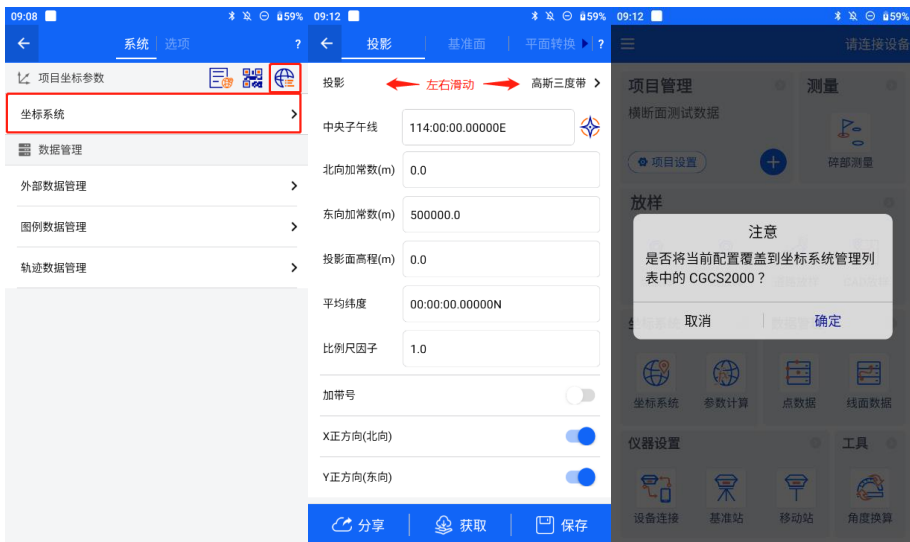 09:08 59%
系统 选项 ?
项目坐标参数
坐标系统
数据管理
外部数据管理
图例数据管理
轨迹数据管理
09:12 59%
投影 基准面 平面转换 ?
投影 左右滑动 高斯三度带
中央子午线 114:00:00.00000E
北向加常数(m) 0.0
东向加常数(m) 500000.0
投影面高程(m) 0.0
平均纬度 00:00:00.00000N
比例尺因子 1.0
加带号
X正方向(北向)
Y正方向(东向)
分享 获取 保存
09:12 59%
请连接设备
项目管理 测量
横断面测试数据
项目设置 碎部测量
放样
注意
是否将当前配置覆盖到坐标系统管理列
表中的 CGCS2000？
取消 确定
坐标系统 参数计算 点数据 线面数据
仪器设置 工具
设备连接 基准站 移动站 角度换算